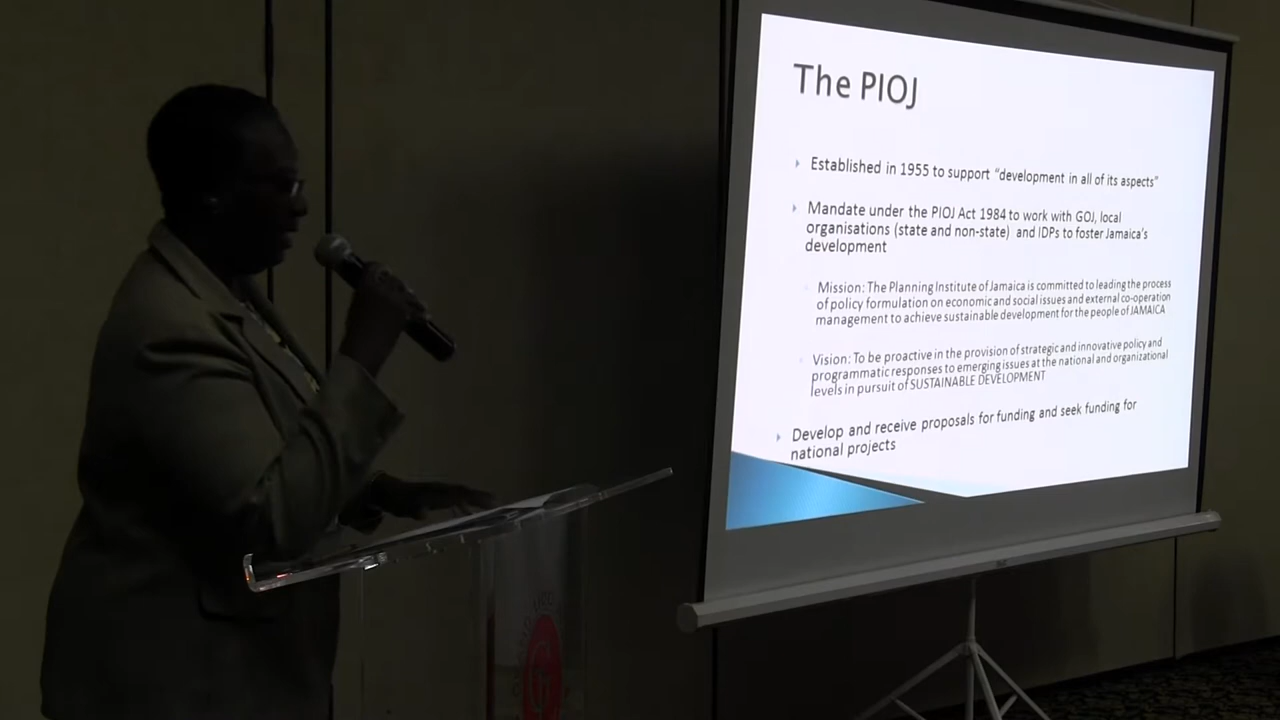 The PIOJ
Established in 1955 to support “development in all of its aspects”
Mandate under the PIOJ Act 1984 to work with GOJ, local
organisations (state and non-state) and IDPs to foster Jamaica’s
development
Mission: The Planning Institute of Jamaica is committed to leading the process
of policy formulation on economic and social issues and external co-operation
management to achieve sustainable development for the people of JAMAICA
Vision: To be proactive in the provision of strategic and innovative policy and
programmatic responses to emerging issues at the national and organizational
levels in pursuit of SUSTAINABLE DEVELOPMENT
Develop and receive proposals for funding and seek funding for
national projects